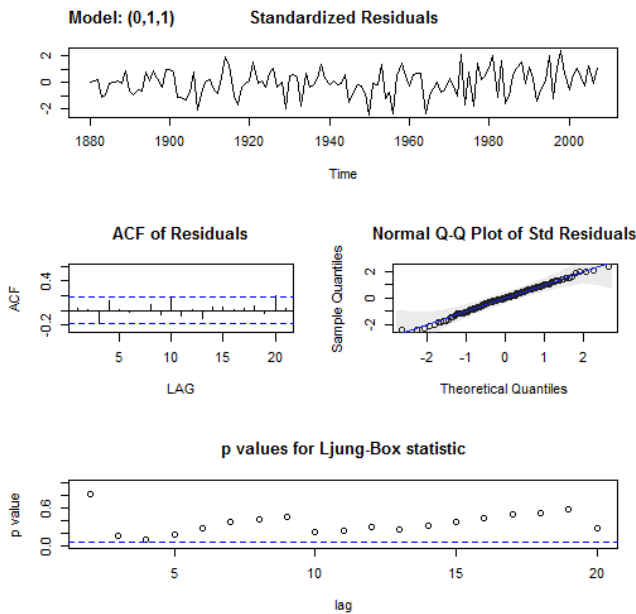 Model: (0,1,1) Standardized Residuals
2
0
-2
1880 1900 1920 1940 1960 1980 2000
Time
ACF of Residuals
ACF
0.4
-0.2
5 10 15 20
LAG
Normal Q-Q Plot of Std Residuals
Sample Quantiles
2
0
-2
-2 -1 0 1 2
Theoretical Quantiles
p values for Ljung-Box statistic
p value
0.6
0.0
5 10 15 20
lag